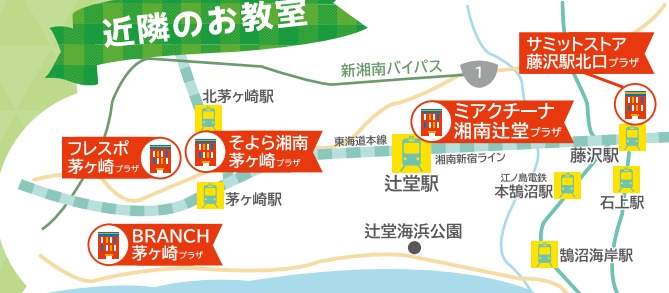 近隣のお教室
サミットストア
藤沢駅北口プラザ
新湘南バイパス
1
北茅ヶ崎駅
ミアクチーナ
湘南辻堂プラザ
フレスポ
茅ヶ崎プラザ
そよら湘南
茅ヶ崎プラザ
東海道本線
湘南新宿ライン
藤沢駅
辻堂駅
江ノ島電鉄
本鵠沼駅
石上駅
茅ヶ崎駅
BRANCH
茅ヶ崎プラザ
辻堂海浜公園
鵠沼海岸駅